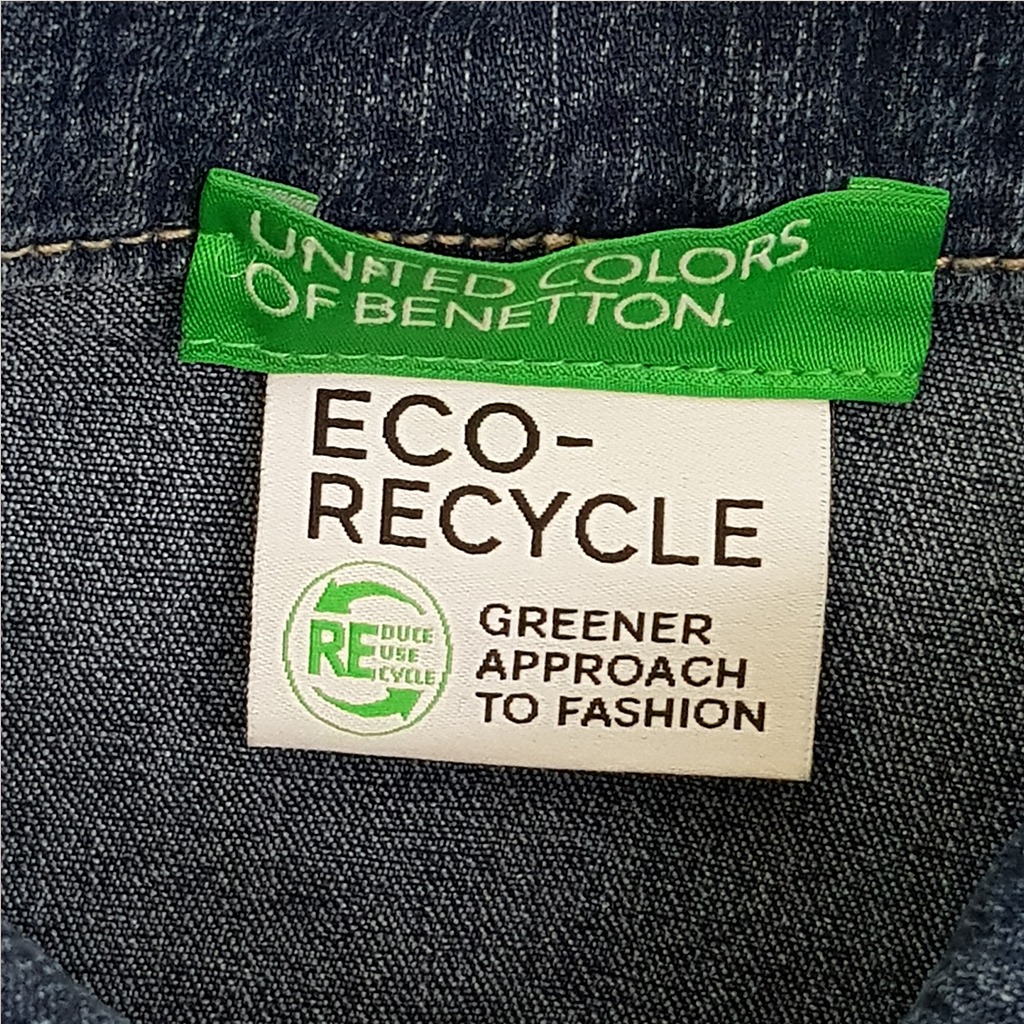 UNITED COLORS
OF BENETTON.
ECO-
RECYCLE
REDUCE
REUSE
RECYCLE
GREENER
APPROACH
TO FASHION